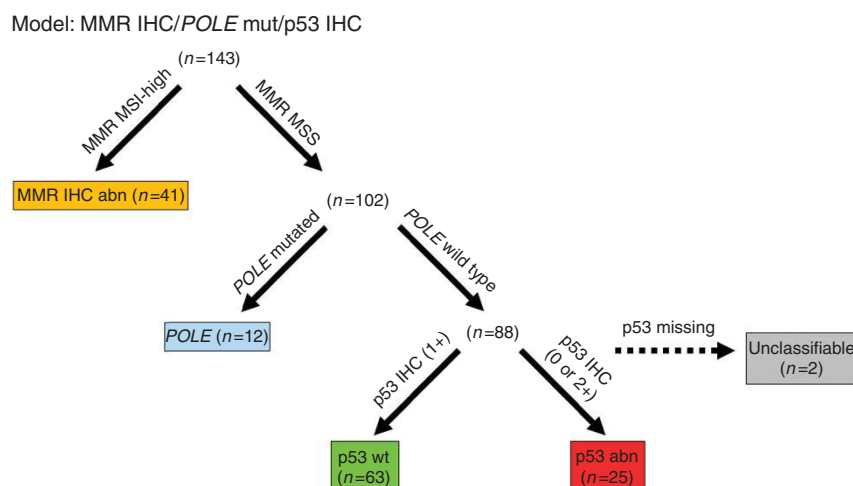 Model: MMR IHC/POLE mut/p53 IHC
(n=143)
MMR MSI-high
MMR MSS
MMR IHC abn (n=41)
(n=102)
POLE mutated
POLE wild type
POLE (n=12)
(n=88)
p53 missing
Unclassifiable
(n=2)
p53 IHC (1+)
p53 IHC
(0 or 2+)
p53 wt
(n=63)
p53 abn
(n=25)